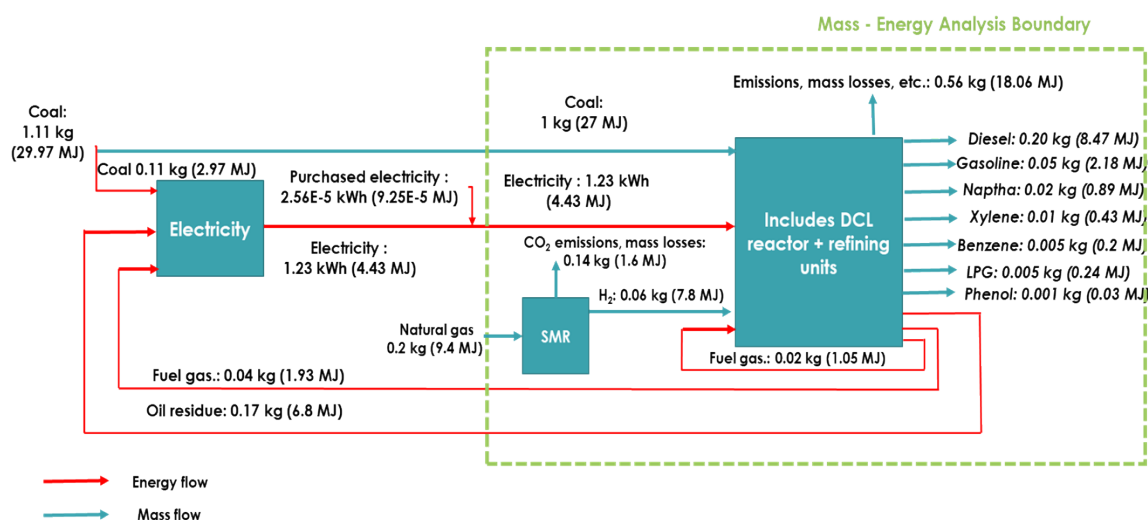 Mass - Energy Analysis Boundary
Emissions, mass losses, etc.: 0.56 kg (18.06 MJ)
Coal:
1.11 kg
(29.97 MJ)
Coal:
1 kg (27 MJ)
Coal 0.11 kg (2.97 MJ)
Purchased electricity :
2.56E-5 kWh (9.25E-5 MJ)
Electricity : 1.23 kWh
(4.43 MJ)
Electricity
Electricity :
1.23 kWh (4.43 MJ)
Includes DCL
reactor + refining
units
Diesel: 0.20 kg (8.47 MJ)
Gasoline: 0.05 kg (2.18 MJ)
Naptha: 0.02 kg (0.89 MJ)
Xylene: 0.01 kg (0.43 MJ)
Benzene: 0.005 kg (0.2 MJ)
LPG: 0.005 kg (0.24 MJ)
Phenol: 0.001 kg (0.03 MJ)
CO2 emissions, mass losses:
0.14 kg (1.6 MJ)
H2: 0.06 kg (7.8 MJ)
Natural gas
0.2 kg (9.4 MJ)
SMR
Fuel gas.: 0.02 kg (1.05 MJ)
Fuel gas.: 0.04 kg (1.93 MJ)
Oil residue: 0.17 kg (6.8 MJ)
Energy flow
Mass flow